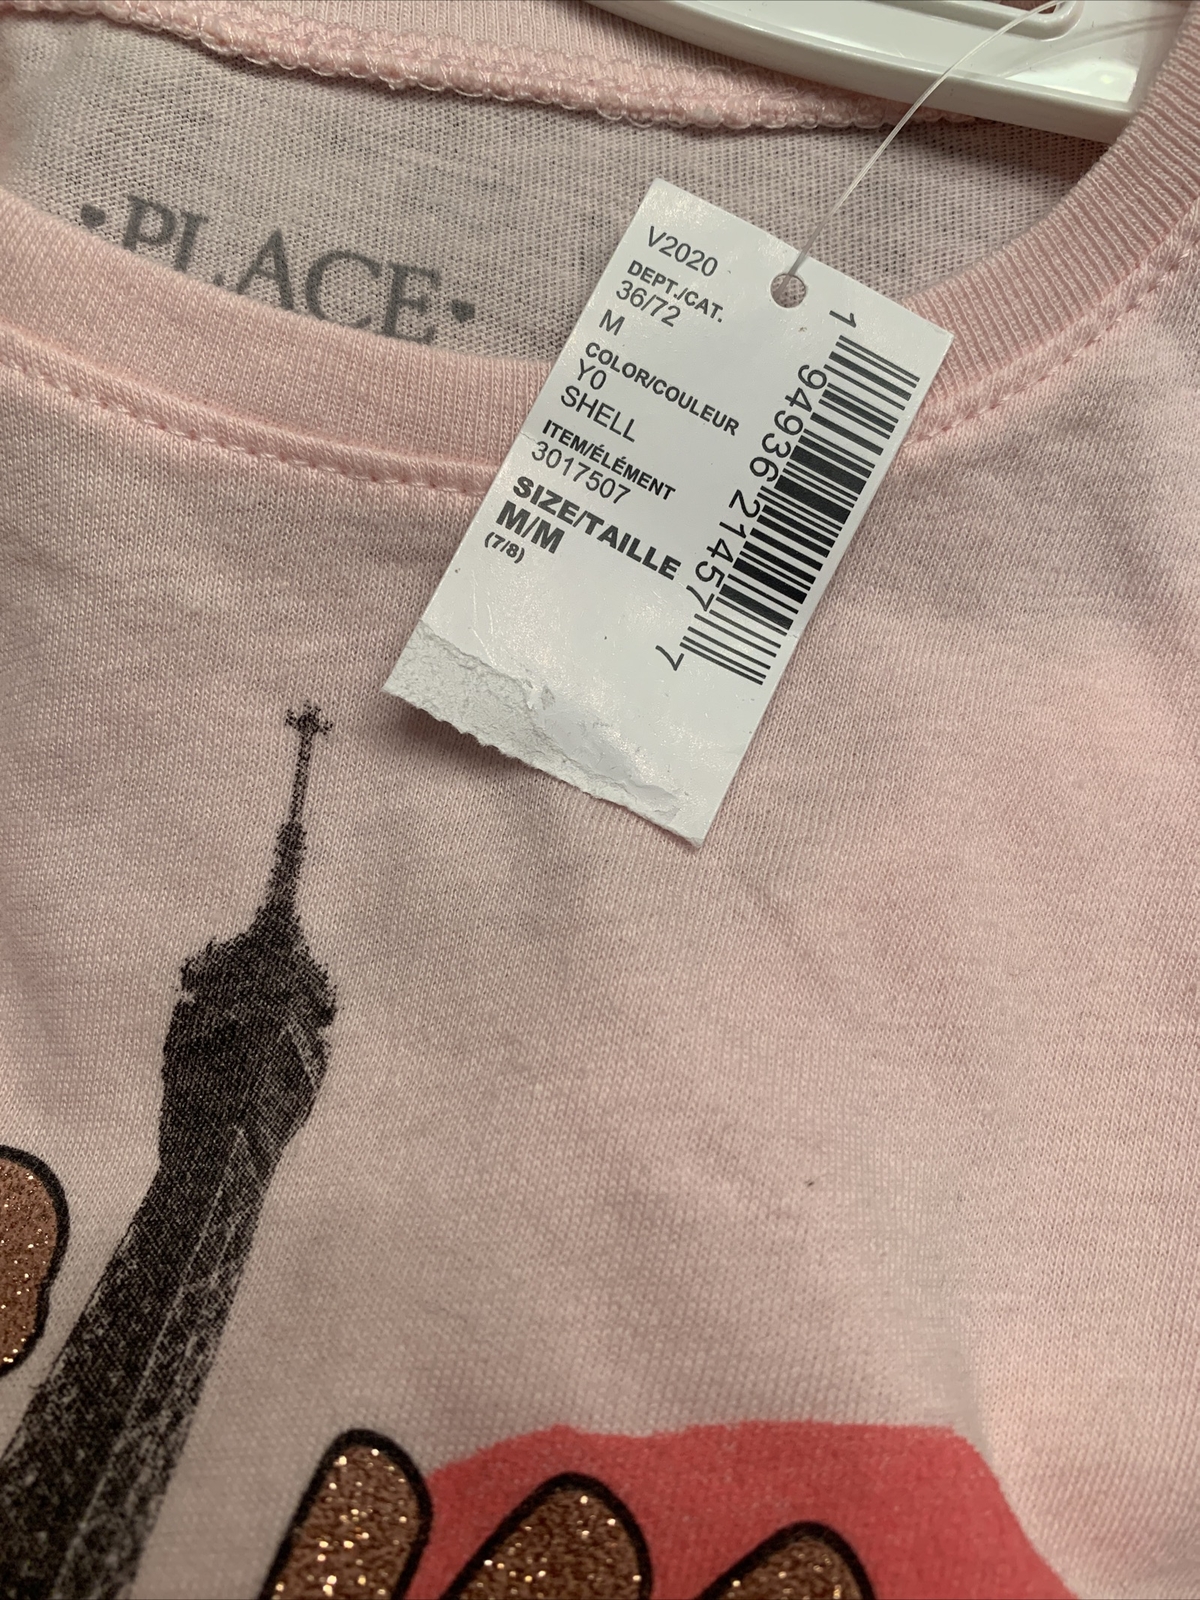 • PLACE •
V2020
DEPT./CAT.
36/72
M
COLOR/COULEUR
Y0
SHELL
ITEM/ÉLÉMENT
3017507
SIZE/TAILLE
M/M
(7/8)
1 94936 21457 7